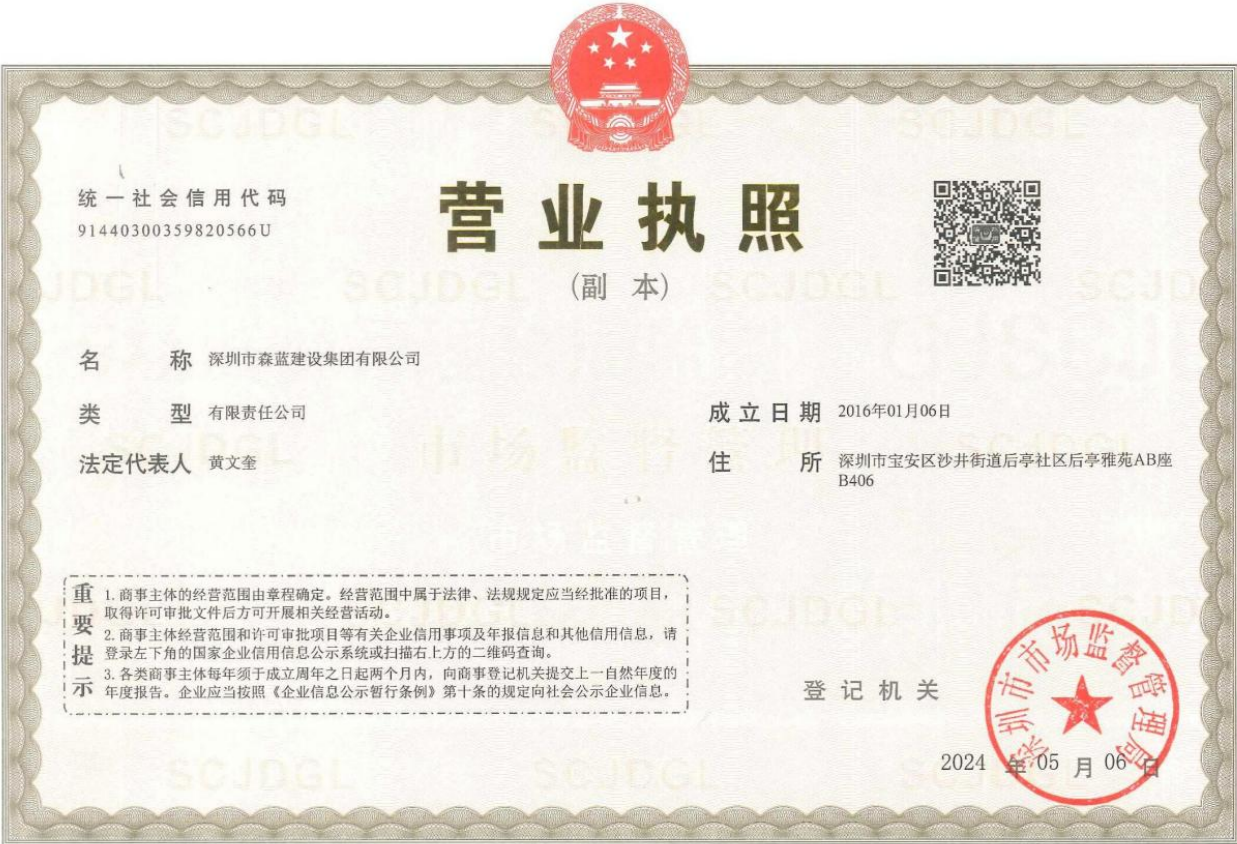 统一社会信用代码
91440300359820566U
营业执照
(副 本)
名 称 深圳市森蓝建设集团有限公司
类 型 有限责任公司
法定代表人 黄文奎
成立日期 2016年01月06日
住 所 深圳市宝安区沙井街道后亭社区后亭雅苑AB座
B406
重要提示
1. 商事主体的经营范围由章程确定。经营范围中属于法律、法规规定应当经批准的项目，
取得许可审批文件后方可开展相关经营活动。
2. 商事主体经营范围和许可审批项目等有关企业信用事项及年报信息和其他信用信息，请
登录左下角的国家企业信用信息公示系统或扫描右上方的二维码查询。
3. 各类商事主体每年须于成立周年之日起两个月内，向商事登记机关提交上一自然年度的
年度报告。企业应当按照《企业信息公示暂行条例》第十条的规定向社会公示企业信息。
登记机关
深圳市市场监督管理局
2024 年 05 月 06 日
SCJDGL
市场监督管理